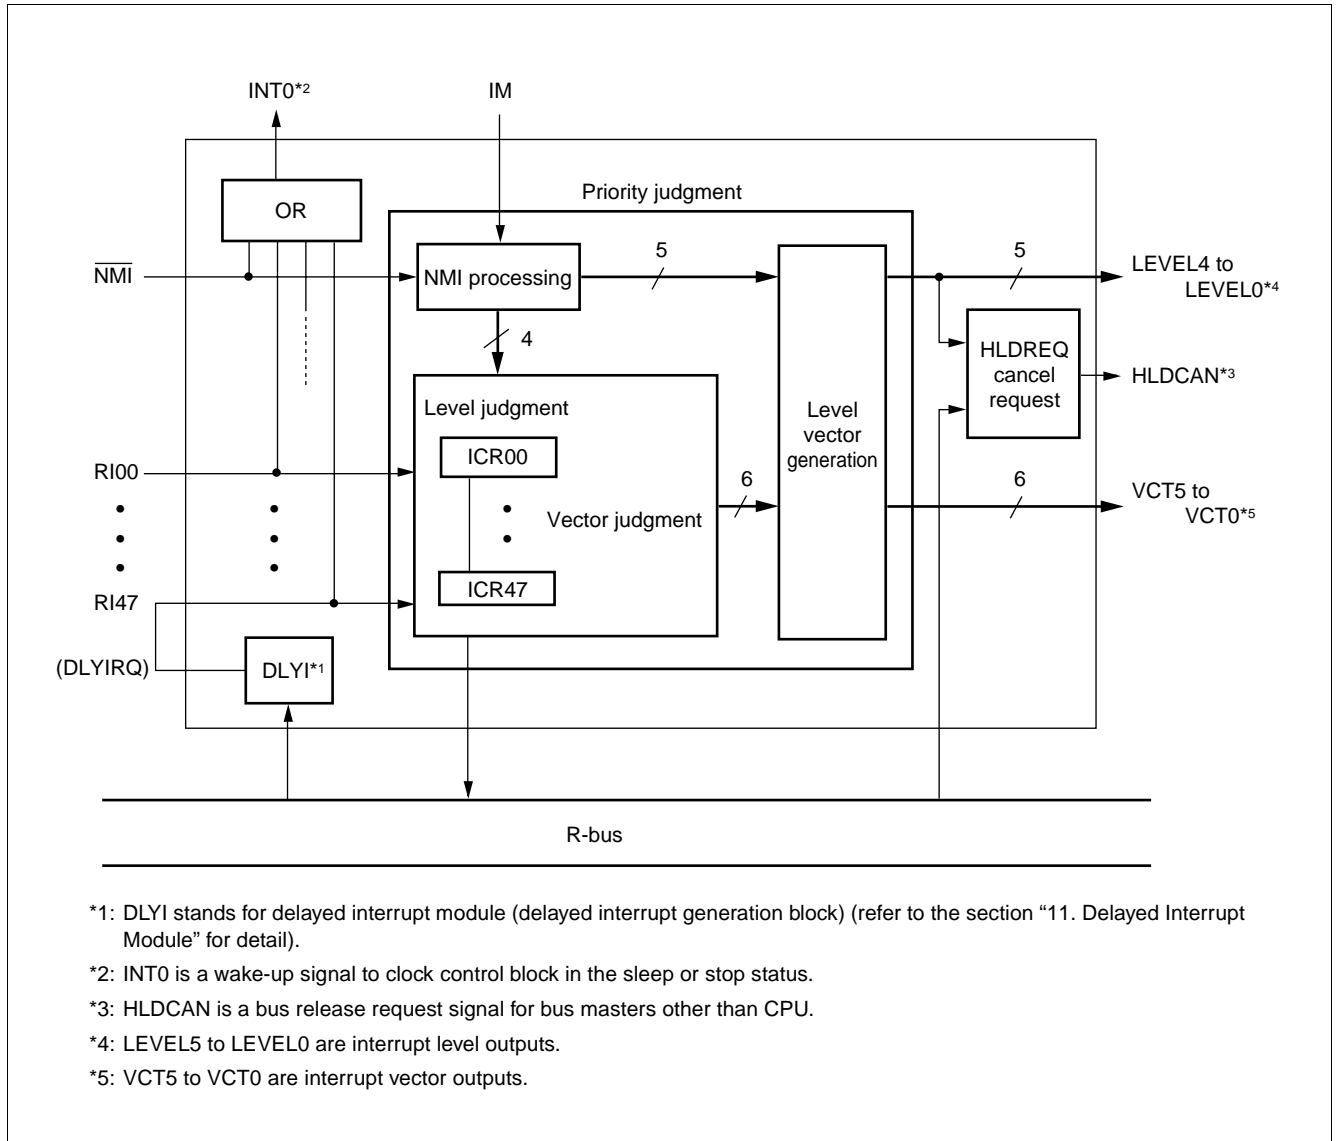 INT0*2
IM
OR
Priority judgment
NMI
NMI processing
5
5
LEVEL4 to
LEVEL0*4
4
HLDREQ
cancel
request
HLDCAN*3
Level judgment
Level
vector
generation
ICR00
RI00
6
6
VCT5 to
VCT0*5
Vector judgment
ICR47
RI47
(DLYIRQ)
DLYI*1
R-bus
*1: DLYI stands for delayed interrupt module (delayed interrupt generation block) (refer to the section “11. Delayed Interrupt
Module” for detail).
*2: INT0 is a wake-up signal to clock control block in the sleep or stop status.
*3: HLDCAN is a bus release request signal for bus masters other than CPU.
*4: LEVEL5 to LEVEL0 are interrupt level outputs.
*5: VCT5 to VCT0 are interrupt vector outputs.